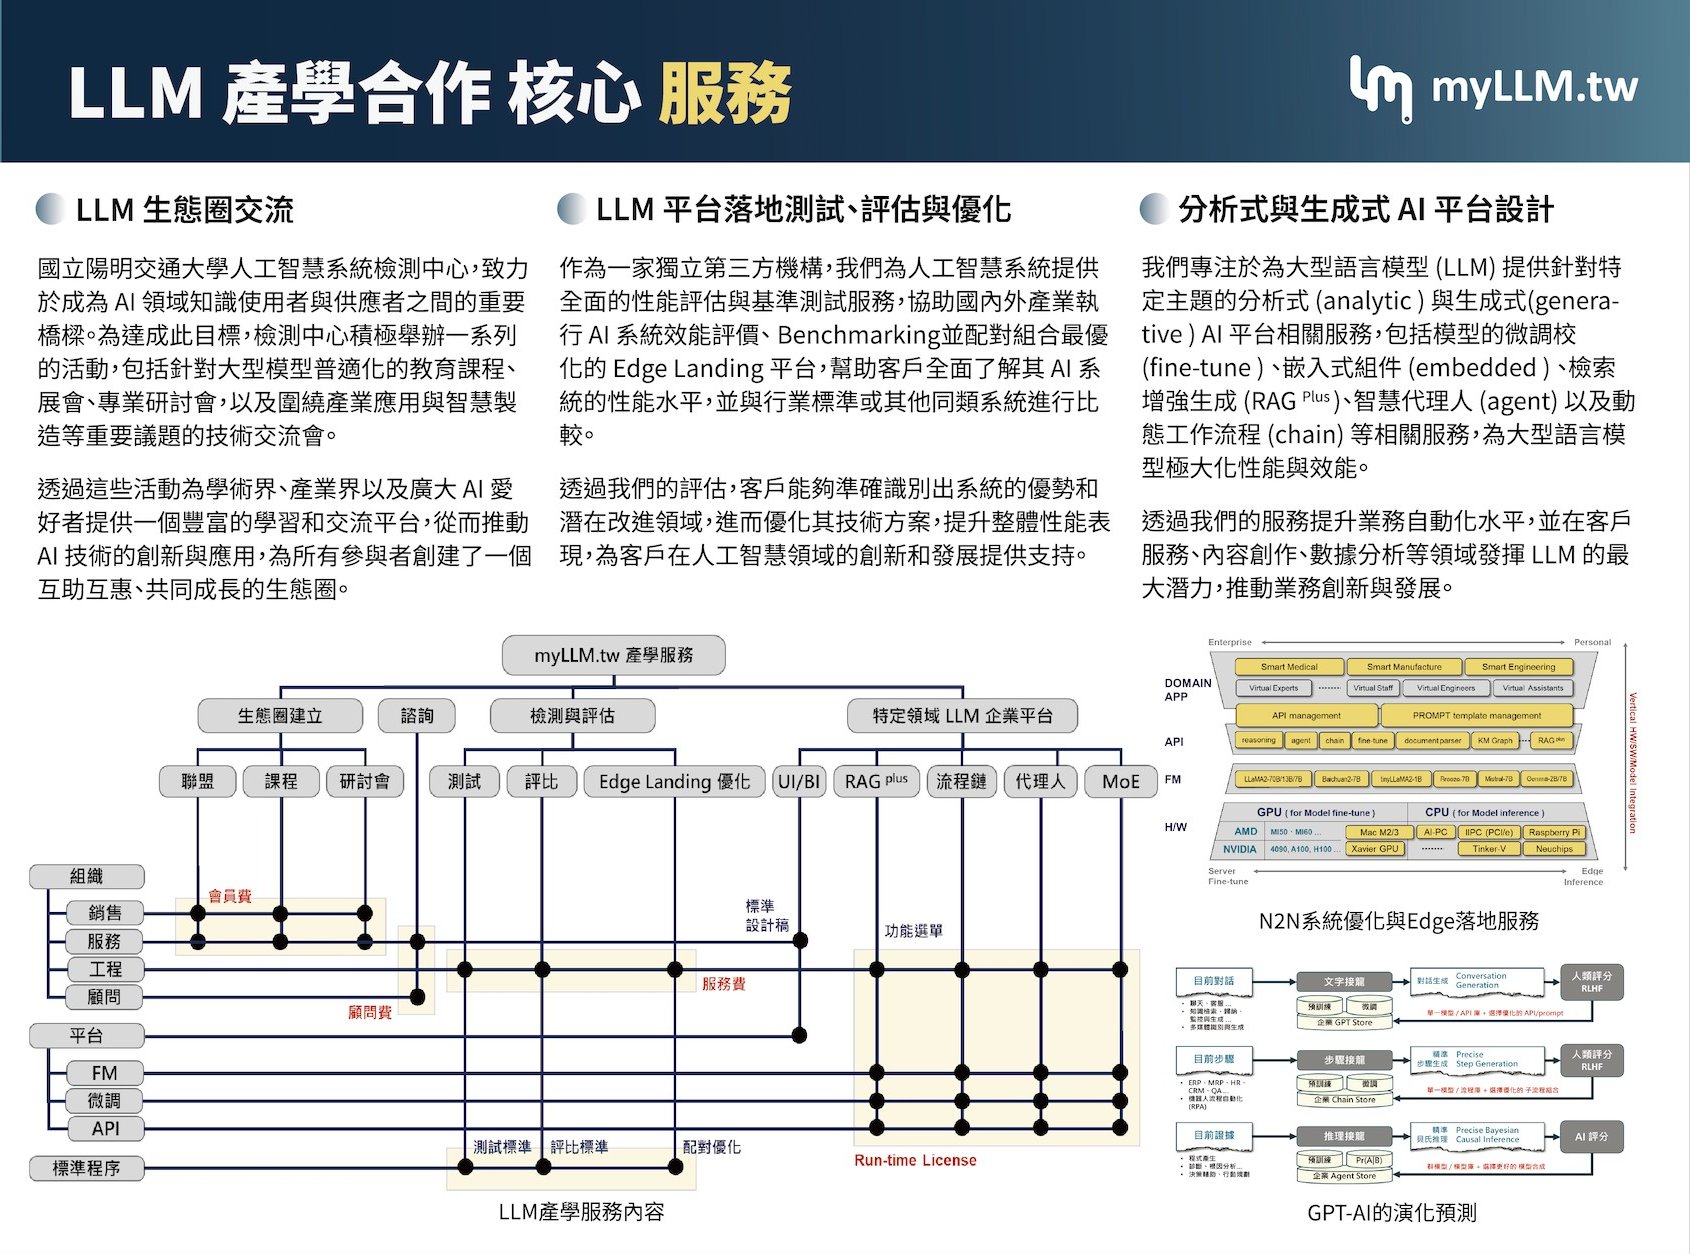 LLM 產學合作 核心 服務
myLLM.tw
LLM 生態圈交流
國立陽明交通大學人工智慧系統檢測中心,致力
於成為 AI 領域知識使用者與供應者之間的重要
橋樑。為達成此目標,檢測中心積極舉辦一系列
的活動,包括針對大型模型普適化的教育課程、
展會、專業研討會,以及圍繞產業應用與智慧製
造等重要議題的技術交流會。
透過這些活動為學術界、產業界以及廣大 AI 愛
好者提供一個豐富的學習和交流平台,從而推動
AI 技術的創新與應用,為所有參與者創建了一個
互助互惠、共同成長的生態圈。
LLM 平台落地測試、評估與優化
作為一家獨立第三方機構,我們為人工智慧系統提供
全面的性能評估與基準測試服務,協助國內外產業執
行 AI 系統效能評價、Benchmarking並配對組合最優
化的 Edge Landing 平台,幫助客戶全面了解其 AI 系
統的性能水平,並與行業標準或其他同類系統進行比
較。
透過我們的評估,客戶能夠準確識別出系統的優勢和
潛在改進領域,進而優化其技術方案,提升整體性能表
現,為客戶在人工智慧領域的創新和發展提供支持。
分析式與生成式 AI 平台設計
我們專注於為大型語言模型 (LLM) 提供針對特
定主題的分析式 (analytic ) 與生成式(genera-
tive ) AI 平台相關服務,包括模型的微調校
(fine-tune ) 、嵌入式組件 (embedded ) 、檢索
增強生成 (RAG Plus )、智慧代理人 (agent) 以及動
態工作流程 (chain) 等相關服務,為大型語言模
型極大化性能與效能。
透過我們的服務提升業務自動化水平,並在客戶
服務、內容創作、數據分析等領域發揮 LLM 的最
大潛力,推動業務創新與發展。
myLLM.tw 產學服務
生態圈建立
諮詢
檢測與評估
特定領域 LLM 企業平台
聯盟
課程
研討會
測試
評比
Edge Landing 優化
UI/BI
RAG plus
流程鏈
代理人
MoE
組織
銷售
服務
工程
顧問
平台
FM
微調
API
標準程序
會員費
顧問費
服務費
標準
設計稿
功能選單
測試標準
評比標準
配對優化
Run-time License
LLM產學服務內容
Enterprise
Personal
DOMAIN
APP
Smart Medical
Smart Manufacture
Smart Engineering
Virtual Experts
Virtual Staff
Virtual Engineers
Virtual Assistants
API management
PROMPT template management
API
reasoning
agent
chain
fine-tune
document parser
KM Graph
RAG plus
FM
LLaMA2-70B/13B/7B
Baichuan2-7B
tinyLLaMA2-1B
Breeze-7B
Mistral-7B
Gemma-2B/7B
H/W
GPU ( for Model fine-tune )
CPU ( for Model inference )
AMD
MI50、MI60 ...
Mac M2/3
AI-PC
IIPC (PCI/e)
Raspberry Pi
NVIDIA
4090, A100, H100 ...
Xavier GPU
Tinker-V
Neuchips
Server
Fine-tune
Edge
Inference
Vertical HW/SW/Model Integration
N2N系統優化與Edge落地服務
目前對話
文字接龍
對話生成
Conversation
Generation
人類評分
RLHF
• 聊天、客服 ...
• 知識檢索、歸納、
監控與生成 ...
• 多媒體識別與生成
預訓練
微調
企業 GPT Store
單一模型 / API 庫 + 選擇優化的 API/prompt
目前步驟
步驟接龍
精準
步驟生成
Precise
Step Generation
人類評分
RLHF
• ERP、MRP、HR、
CRM、QA...
• 機器人流程自動化
(RPA)
預訓練
微調
企業 Chain Store
單一模型 / 流程庫 + 選擇優化的 子流程組合
目前證據
推理接龍
精準
貝氏推理
Precise Bayesian
Causal Inference
AI 評分
• 程式產生
• 診斷、根因分析...
• 決策輔助、行動規劃
預訓練
Pr(A|B)
企業 Agent Store
群模型 / 模型庫 + 選擇更好的 模型合成
GPT-AI的演化預測